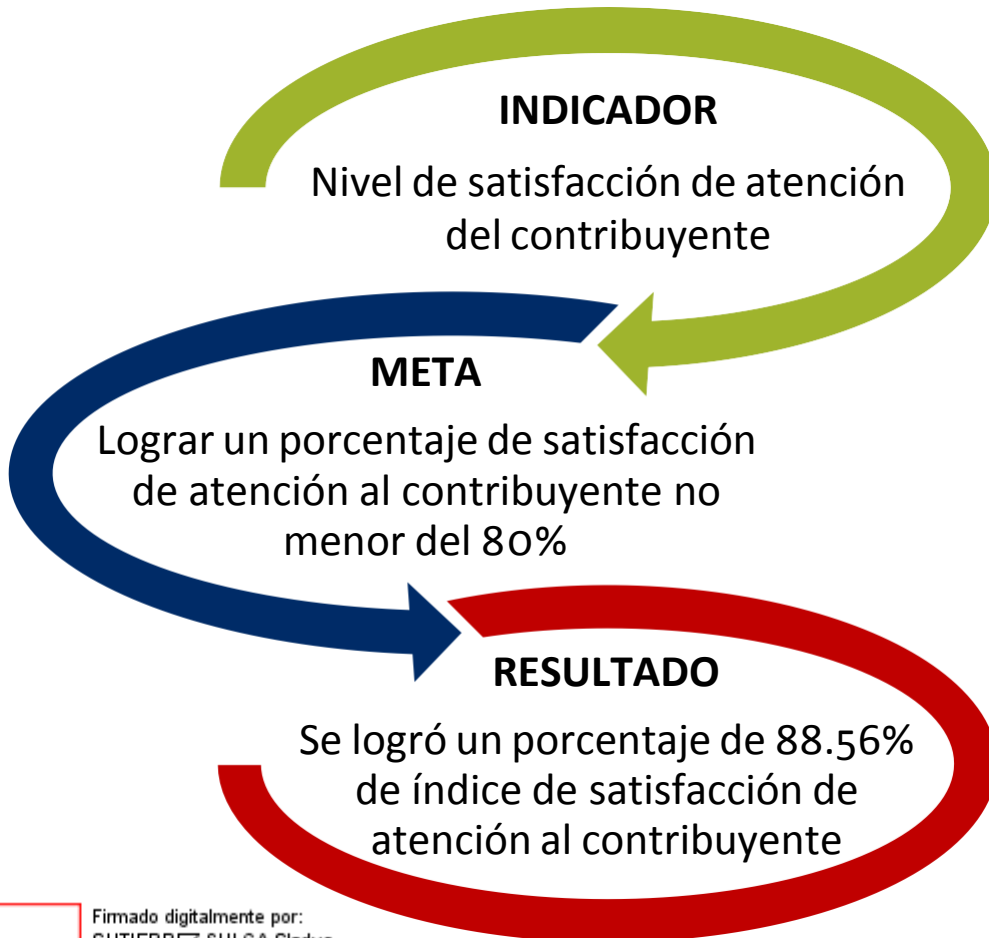 INDICADOR
Nivel de satisfacción de atención
del contribuyente
META
Lograr un porcentaje de satisfacción
de atención al contribuyente no
menor del 80%
RESULTADO
Se logró un porcentaje de 88.56%
de índice de satisfacción de
atención al contribuyente
Firmado digitalmente por: